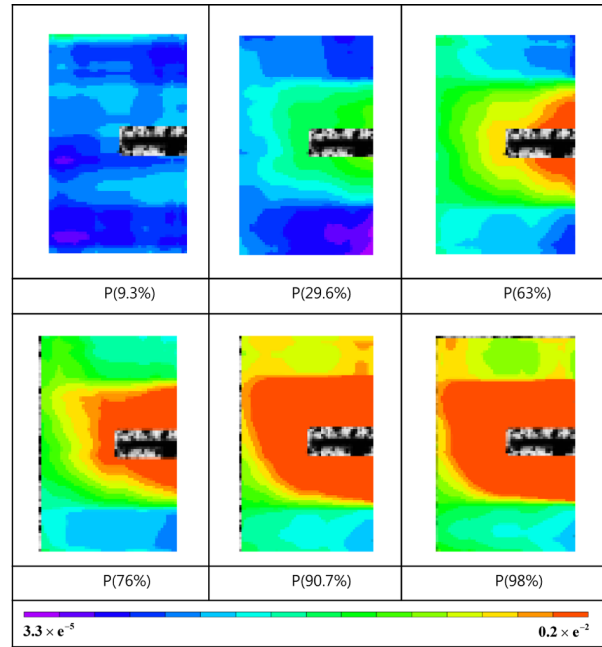 P(9.3%) P(29.6%) P(63%)
P(76%) P(90.7%) P(98%)
3.3 × e⁻⁵ 0.2 × e⁻²